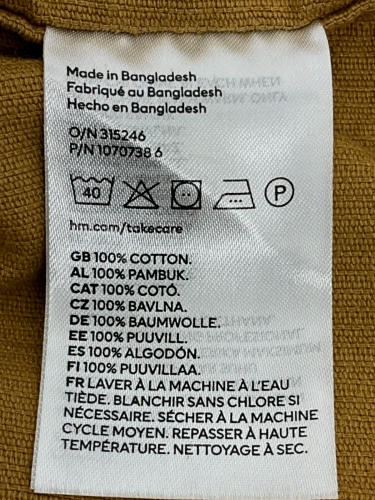 Made in Bangladesh
Fabriqué au Bangladesh
Hecho en Bangladesh
O/N 315246
P/N 1070738 6
40
P
hm.com/takecare
GB 100% COTTON.
AL 100% PAMBUK.
CAT 100% COTÓ.
CZ 100% BAVLNA.
DE 100% BAUMWOLLE.
EE 100% PUUVILL.
ES 100% ALGODÓN.
FI 100% PUUVILLAA.
FR LAVER À LA MACHINE À L'EAU
TIÈDE. BLANCHIR SANS CHLORE SI
NÉCESSAIRE. SÉCHER À LA MACHINE
CYCLE MOYEN. REPASSER À HAUTE
TEMPÉRATURE. NETTOYAGE À SEC.